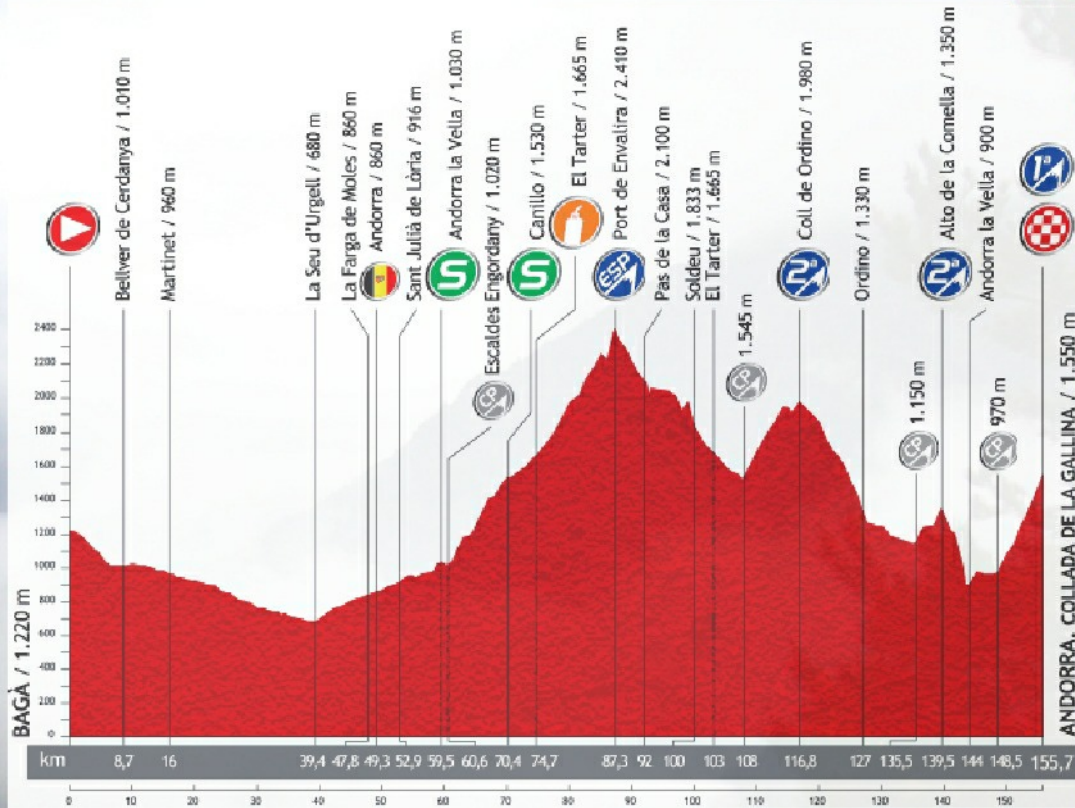 BAGÀ / 1.220 m
Bellver de Cerdanya / 1.010 m
Martinet / 960 m
La Seu d'Urgell / 680 m
La Farga de Moles / 860 m
Andorra / 860 m
Sant Julià de Lòria / 916 m
S
Andorra la Vella / 1.030 m
CP
Escaldes Engordany / 1.020 m
S
Canillo / 1.530 m
El Tarter / 1.665 m
ESP
Port de Envalira / 2.410 m
Pas de la Casa / 2.100 m
Soldeu / 1.833 m
El Tarter / 1.665 m
CP
1.545 m
2ª
Coll de Ordino / 1.980 m
Ordino / 1.330 m
CP
1.150 m
2ª
Alto de la Comella / 1.350 m
Andorra la Vella / 900 m
CP
970 m
1ª
ANDORRA. COLLADA DE LA GALLINA / 1.550 m
2400
2200
2000
1800
1600
1400
1200
1000
800
600
400
200
0
km 8,7 16 39,4 47,8 49,3 52,9 59,5 60,6 70,4 74,7 87,3 92 100 103 108 116,8 127 135,5 139,5 144 148,5 155,7
0 10 20 30 40 50 60 70 80 90 100 110 120 130 140 150